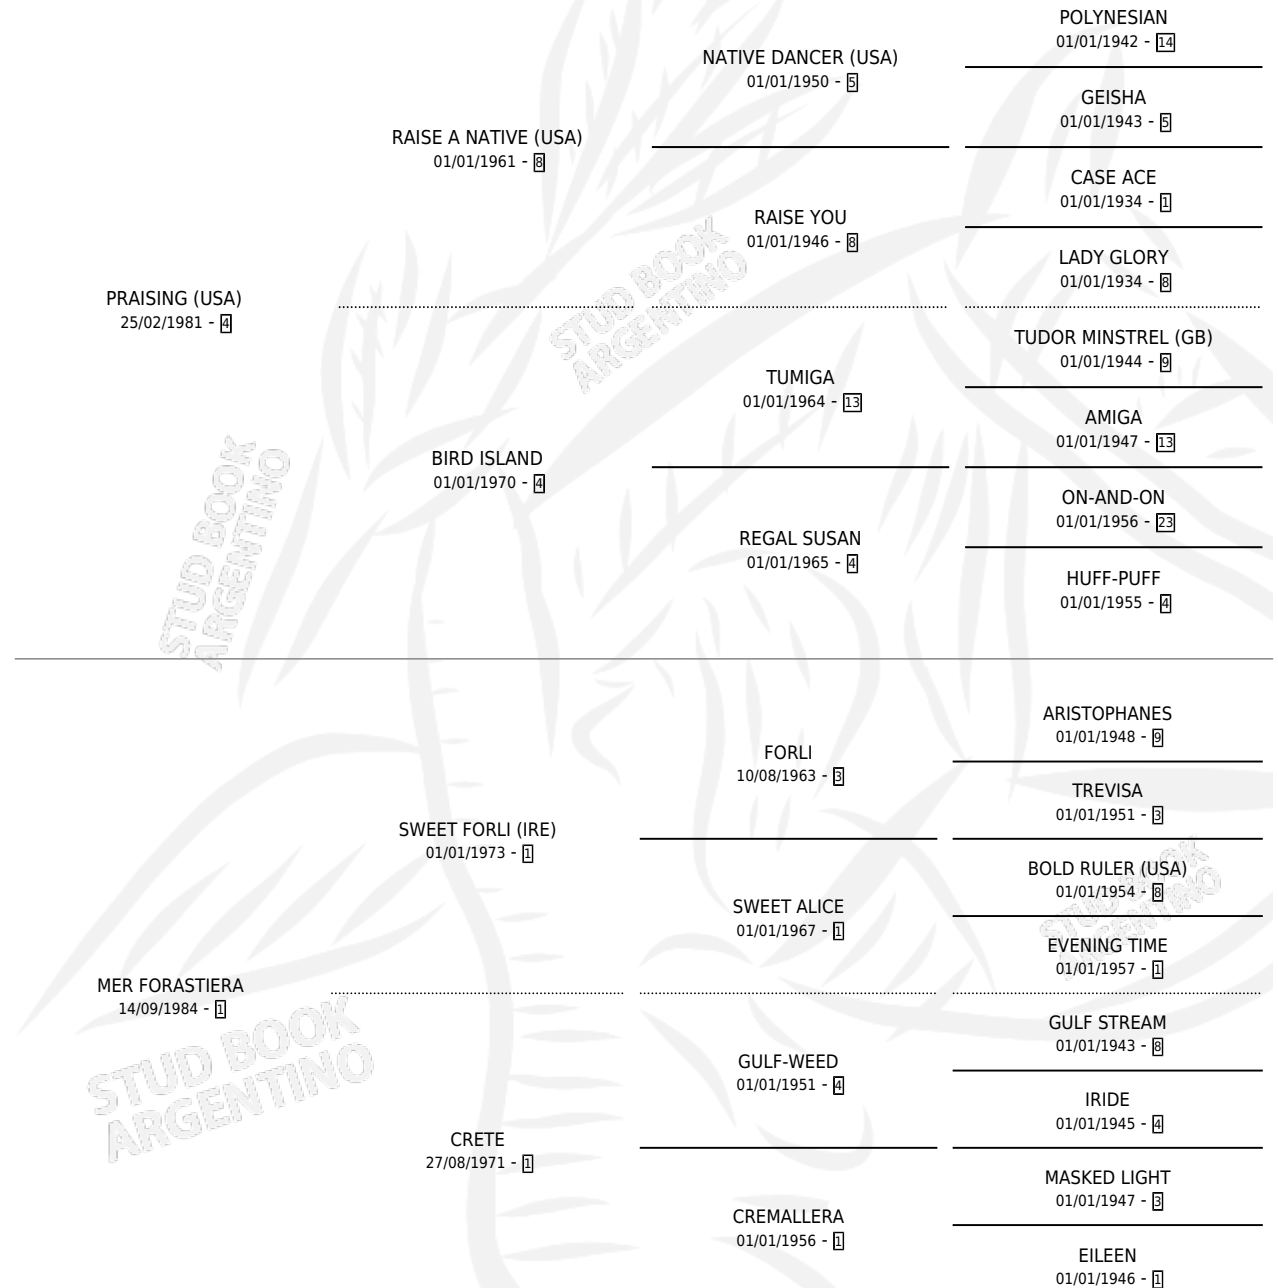 POLYNESIAN
01/01/1942 - 14
NATIVE DANCER (USA)
01/01/1950 - 5
GEISHA
01/01/1943 - 5
RAISE A NATIVE (USA)
01/01/1961 - 8
CASE ACE
01/01/1934 - 1
RAISE YOU
01/01/1946 - 8
LADY GLORY
01/01/1934 - 8
PRAISING (USA)
25/02/1981 - 4
STUD BOOK
ARGENTINO
TUDOR MINSTREL (GB)
01/01/1944 - 9
TUMIGA
01/01/1964 - 13
AMIGA
01/01/1947 - 13
BIRD ISLAND
01/01/1970 - 4
ON-AND-ON
01/01/1956 - 23
REGAL SUSAN
01/01/1965 - 4
HUFF-PUFF
01/01/1955 - 4
STUD BOOK
ARGENTINO
ARISTOPHANES
01/01/1948 - 9
FORLI
10/08/1963 - 3
TREVISA
01/01/1951 - 3
SWEET FORLI (IRE)
01/01/1973 - 1
BOLD RULER (USA)
01/01/1954 - 8
SWEET ALICE
01/01/1967 - 1
EVENING TIME
01/01/1957 - 1
STUD BOOK
ARGENTINO
MER FORASTIERA
14/09/1984 - 1
GULF STREAM
01/01/1943 - 8
GULF-WEED
01/01/1951 - 4
IRIDE
01/01/1945 - 4
STUD BOOK
ARGENTINO
CRETE
27/08/1971 - 1
MASKED LIGHT
01/01/1947 - 3
CREMALLERA
01/01/1956 - 1
EILEEN
01/01/1946 - 1